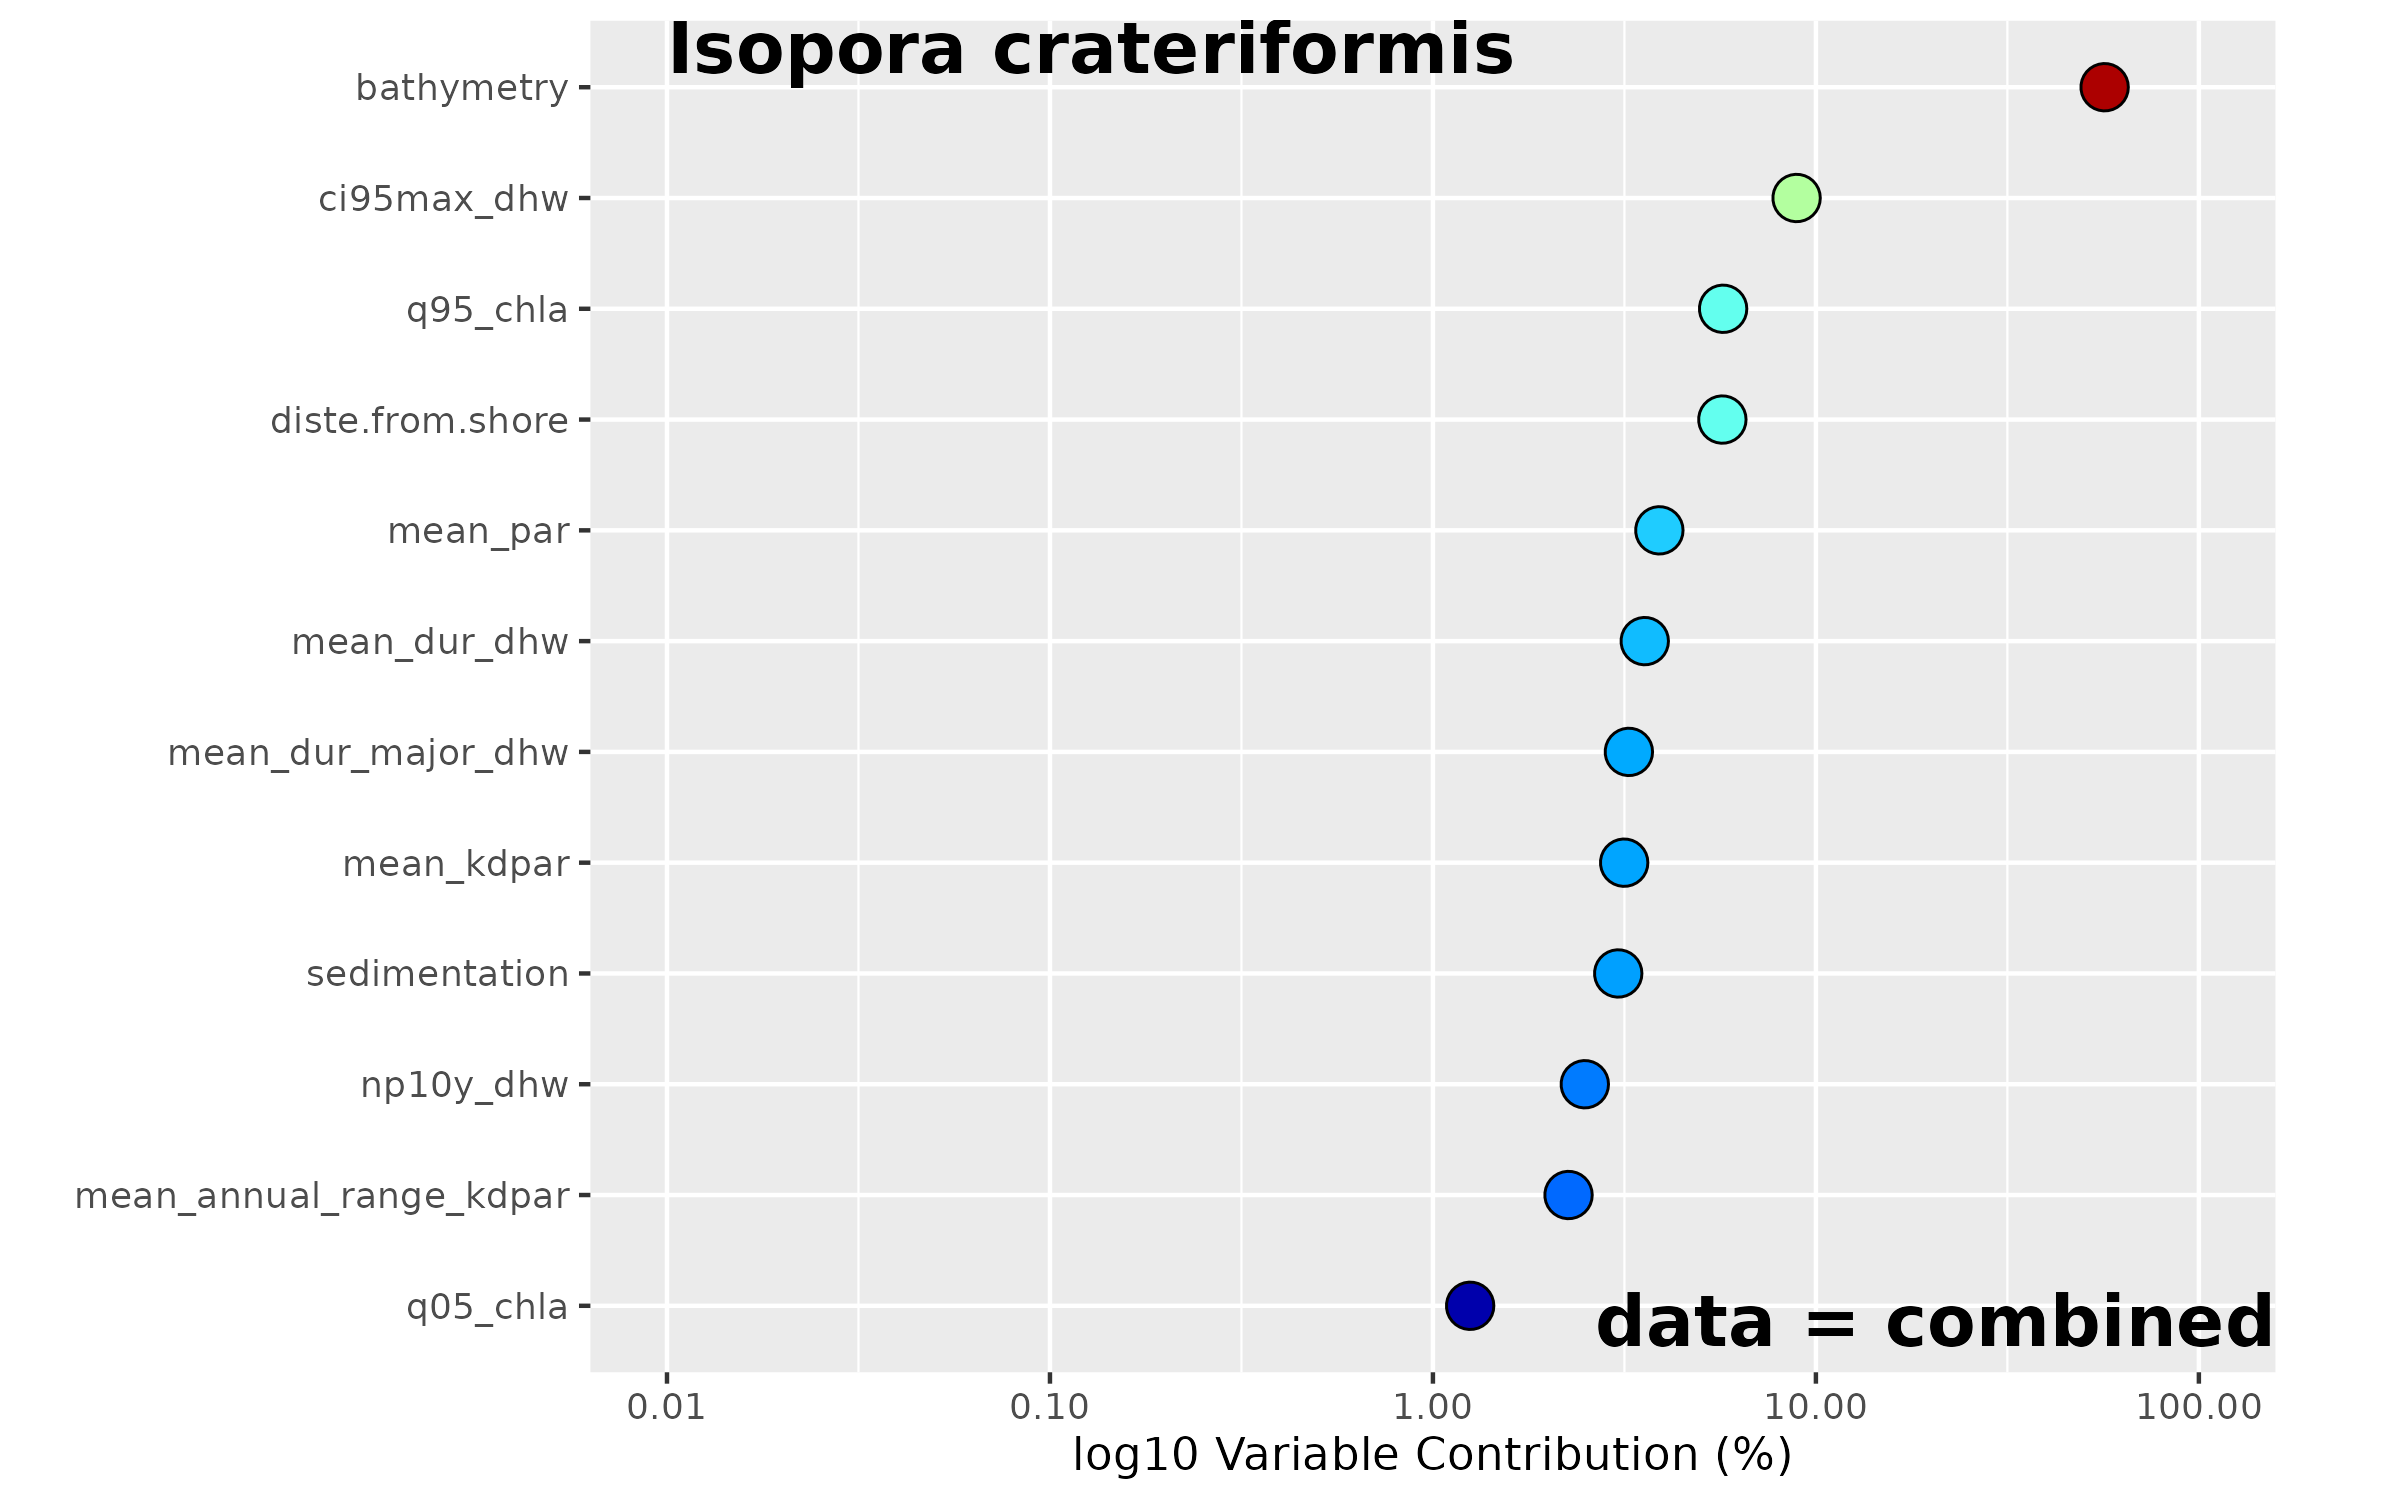 Isopora crateriformis
bathymetry
ci95max_dhw
q95_chla
diste.from.shore
mean_par
mean_dur_dhw
mean_dur_major_dhw
mean_kdpar
sedimentation
np10y_dhw
mean_annual_range_kdpar
q05_chla
data = combined
0.01 0.10 1.00 10.00 100.00
log10 Variable Contribution (%)